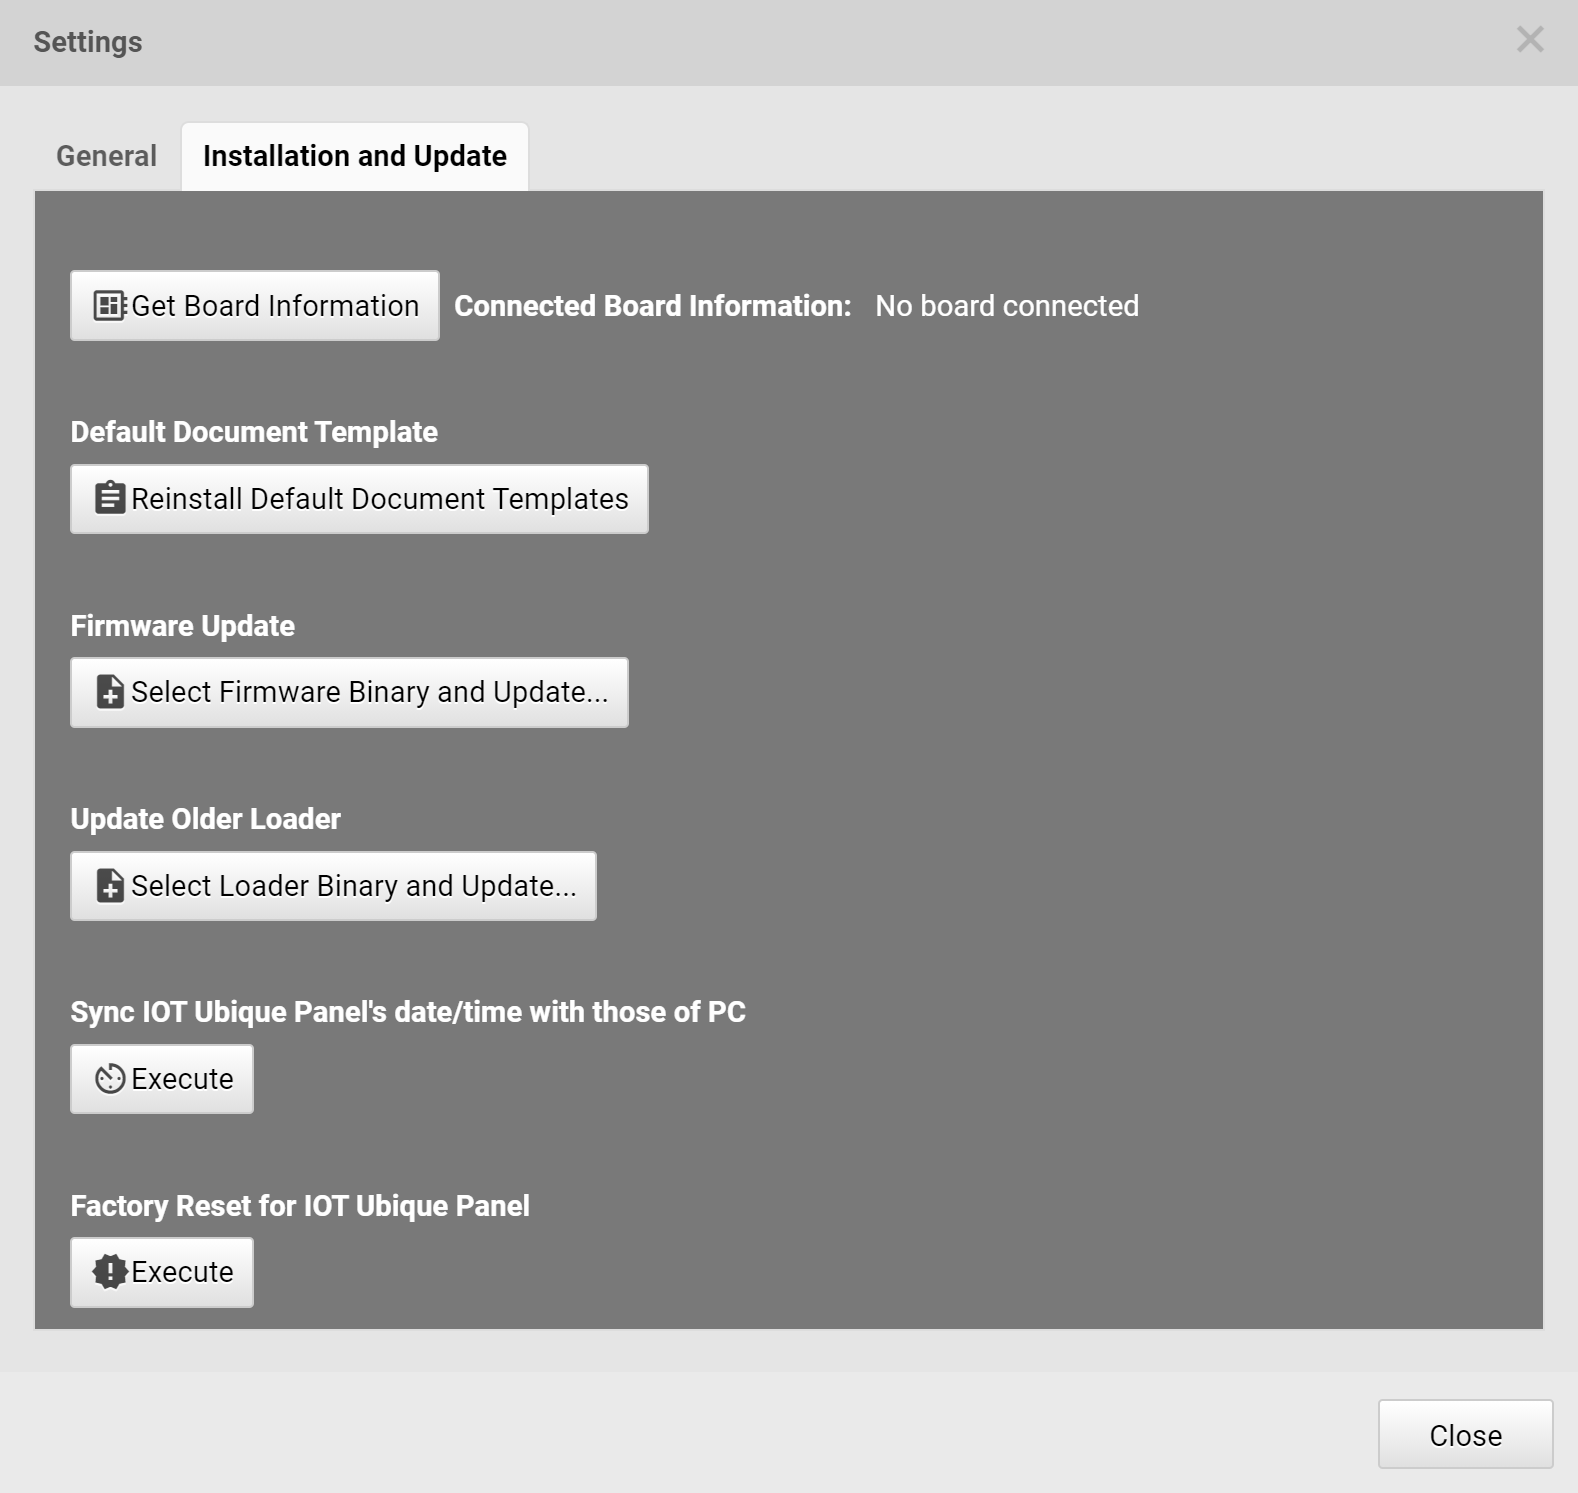 Settings
General Installation and Update
Get Board Information Connected Board Information: No board connected
Default Document Template
Reinstall Default Document Templates
Firmware Update
Select Firmware Binary and Update...
Update Older Loader
Select Loader Binary and Update...
Sync IOT Ubique Panel's date/time with those of PC
Execute
Factory Reset for IOT Ubique Panel
Execute
Close